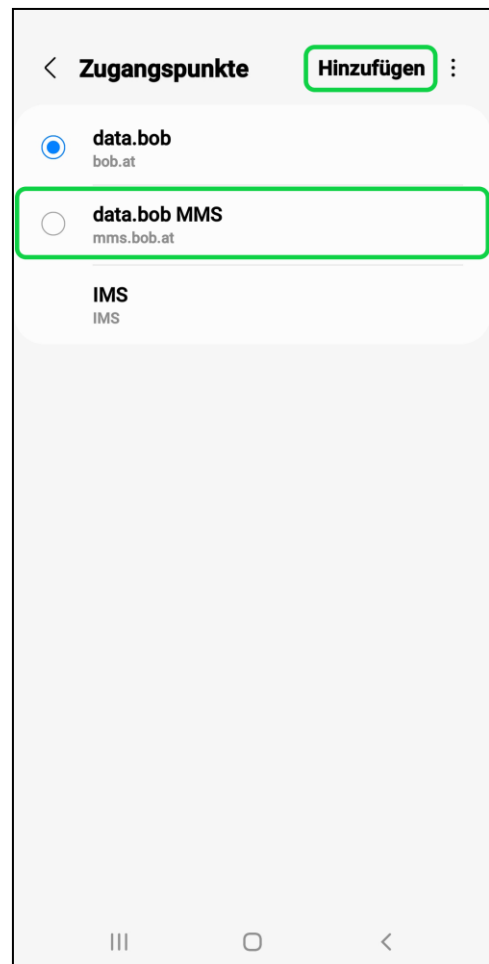 Zugangspunkte Hinzufügen
data.bob
bob.at
data.bob MMS
mms.bob.at
IMS
IMS